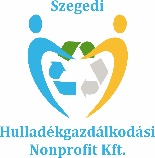 Szegedi
Hulladékgazdálkodási
Nonprofit Kft.